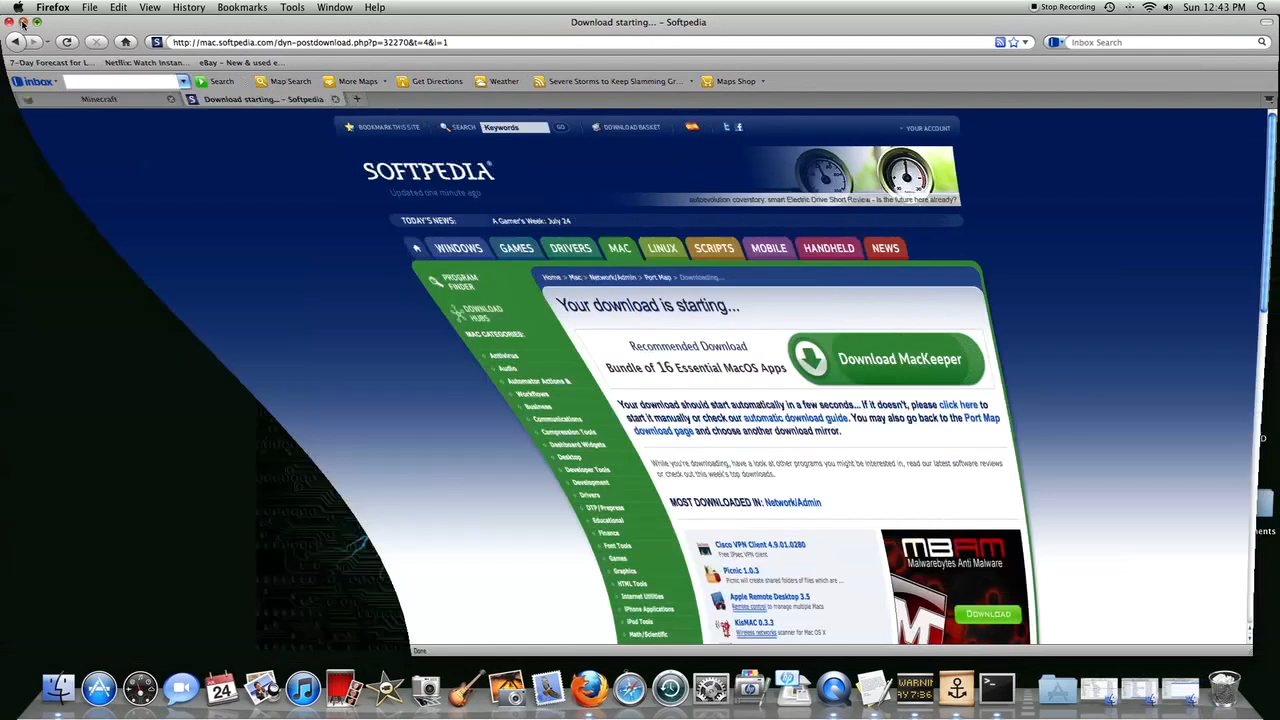 Firefox File Edit View History Bookmarks Tools Window Help Stop Recording Sun 12:43 PM
Download starting... - Softpedia
http://mac.softpedia.com/dyn-postdownload.php?p=32270&t=4&i=1 Inbox Search
7-Day Forecast for L... Netflix: Watch Instan... eBay - New & used e...
inbox Search Map Search More Maps Get Directions Weather Severe Storms to Keep Slamming Gr... Maps Shop
Minecraft Download starting... - Softpedia
BOOKMARK THIS SITE SEARCH Keywords GO DOWNLOAD BASKET YOUR ACCOUNT
SOFTPEDIA
Updated one minute ago
autoevolution coverstory: smart Electric Drive Short Review - Is the future here already?
TODAY'S NEWS: A Gamer's Week: July 24
WINDOWS GAMES DRIVERS MAC LINUX SCRIPTS MOBILE HANDHELD NEWS
PROGRAM
FINDER
Home > Mac > Network/Admin > Port Map > Downloading...
Your download is starting...
DOWNLOAD
HUBS
MAC CATEGORIES:
Antivirus
Audio
Automator Actions &
Workflows
Business
Communications
Compression Tools
Dashboard Widgets
Desktop
Developer Tools
Development
Drivers
DTP/Prepress
Educational
Finance
Font Tools
Games
Graphics
HTML Tools
Internet Utilities
iPhone Applications
iPod Tools
Math/Scientific
Recommended Download
Bundle of 16 Essential MacOS Apps
Download MacKeeper
Your download should start automatically in a few seconds... If it doesn't, please click here to
start it manually or check our automatic download guide. You may also go back to the Port Map
download page and choose another download mirror.
While you're downloading, have a look at other programs you might be interested in, read our latest software reviews
or check out this week's top downloads.
MOST DOWNLOADED IN: Network/Admin
Cisco VPN Client 4.9.01.0280
Free IPsec VPN client
Picnic 1.0.3
Picnic will create shared folders of files which are ...
Apple Remote Desktop 3.5
Remote control to manage multiple Macs
KisMAC 0.3.3
Wireless networks scanner for Mac OS X
MBAM
Malwarebytes Anti Malware
DOWNLOAD
Done
ments
24
WARNIN
AY 7:36